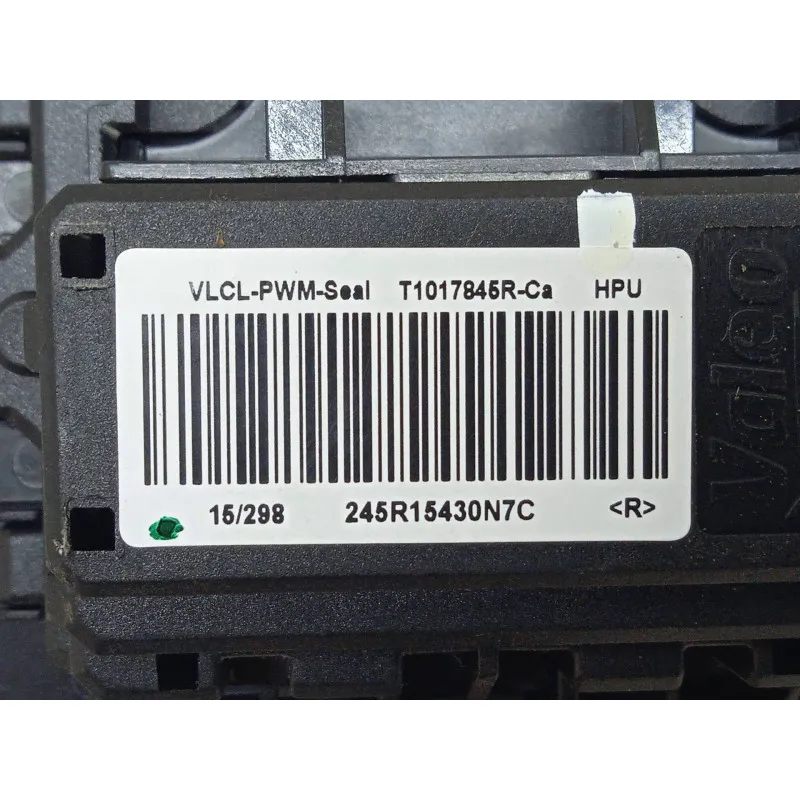 VLCL-PWM-Seal T1017845R-Ca HPU
15/298 245R15430N7C <R>
Valeo